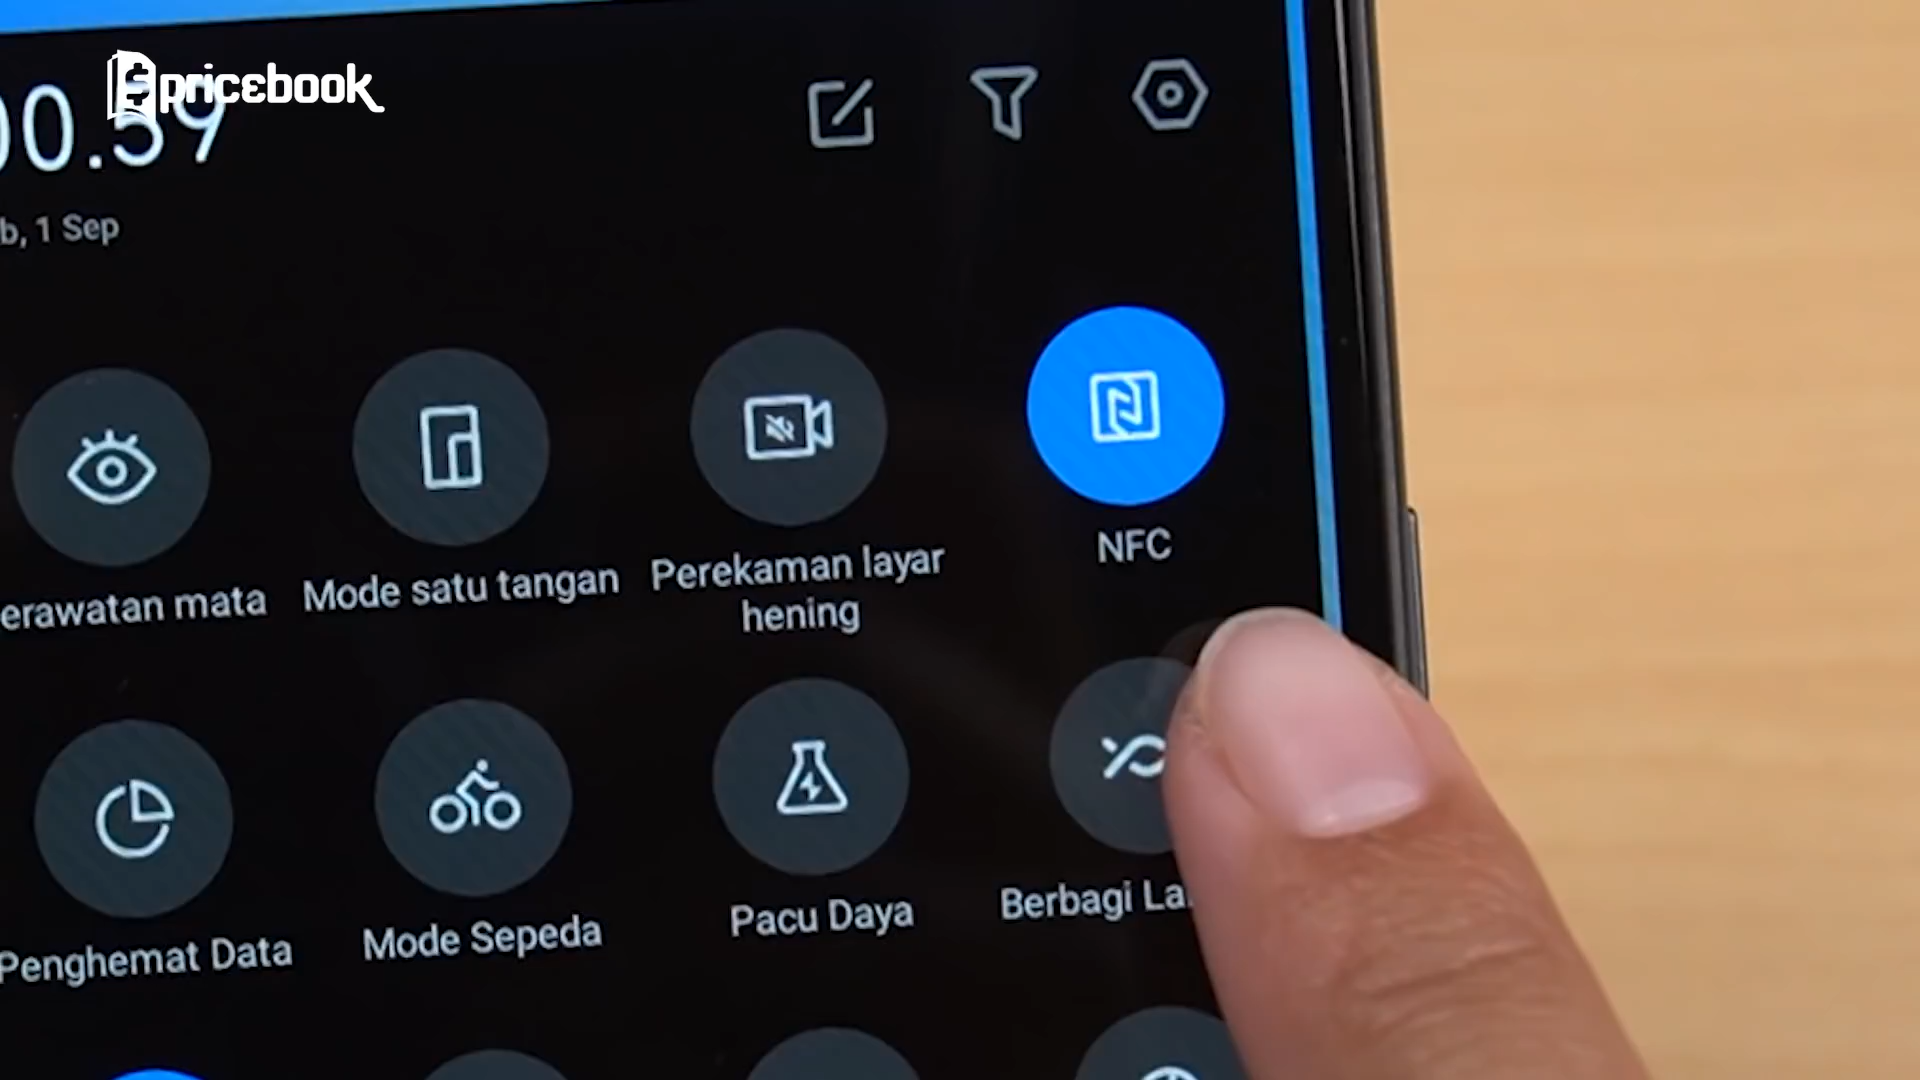 pricebook
00.59
b, 1 Sep
erawatan mata
Mode satu tangan
Perekaman layar
hening
NFC
Penghemat Data
Mode Sepeda
Pacu Daya
Berbagi La